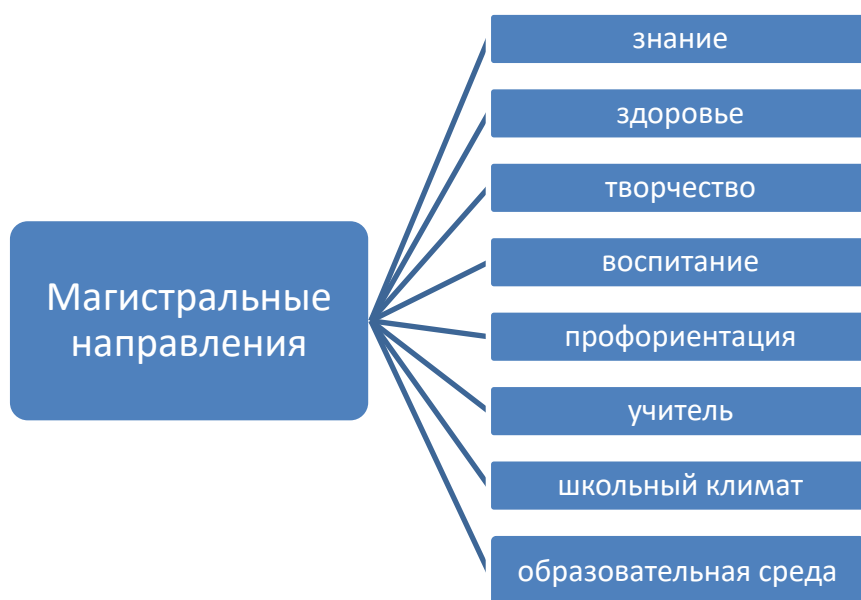 Магистральные
направления
знание
здоровье
творчество
воспитание
профориентация
учитель
школьный климат
образовательная среда